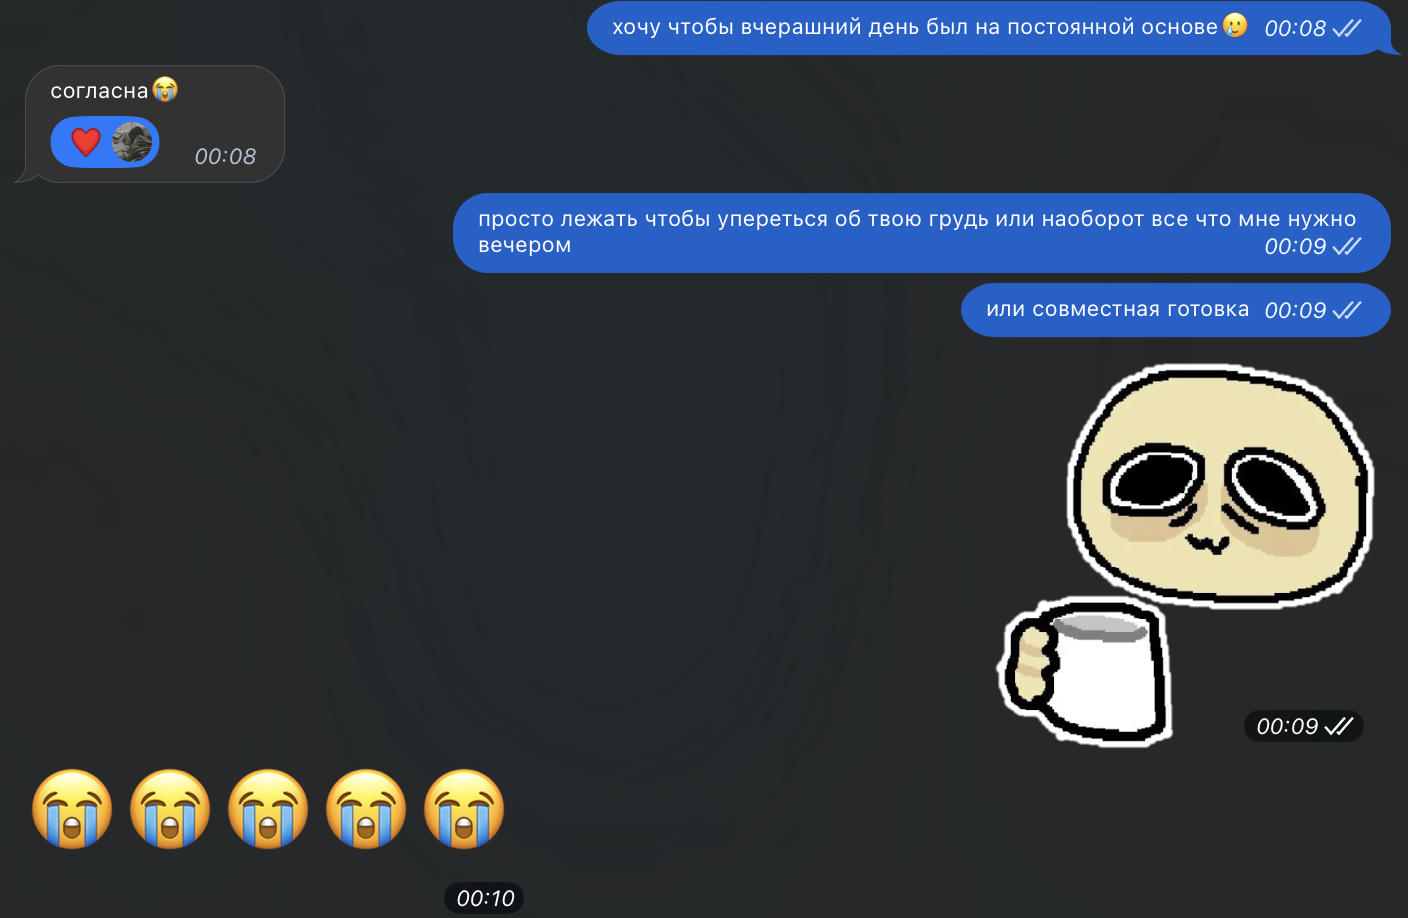 хочу чтобы вчерашний день был на постоянной основе🥲 00:08
согласна😭
00:08
просто лежать чтобы упереться об твою грудь или наоборот все что мне нужно
вечером 00:09
или совместная готовка 00:09
00:09
😭😭😭😭😭
00:10